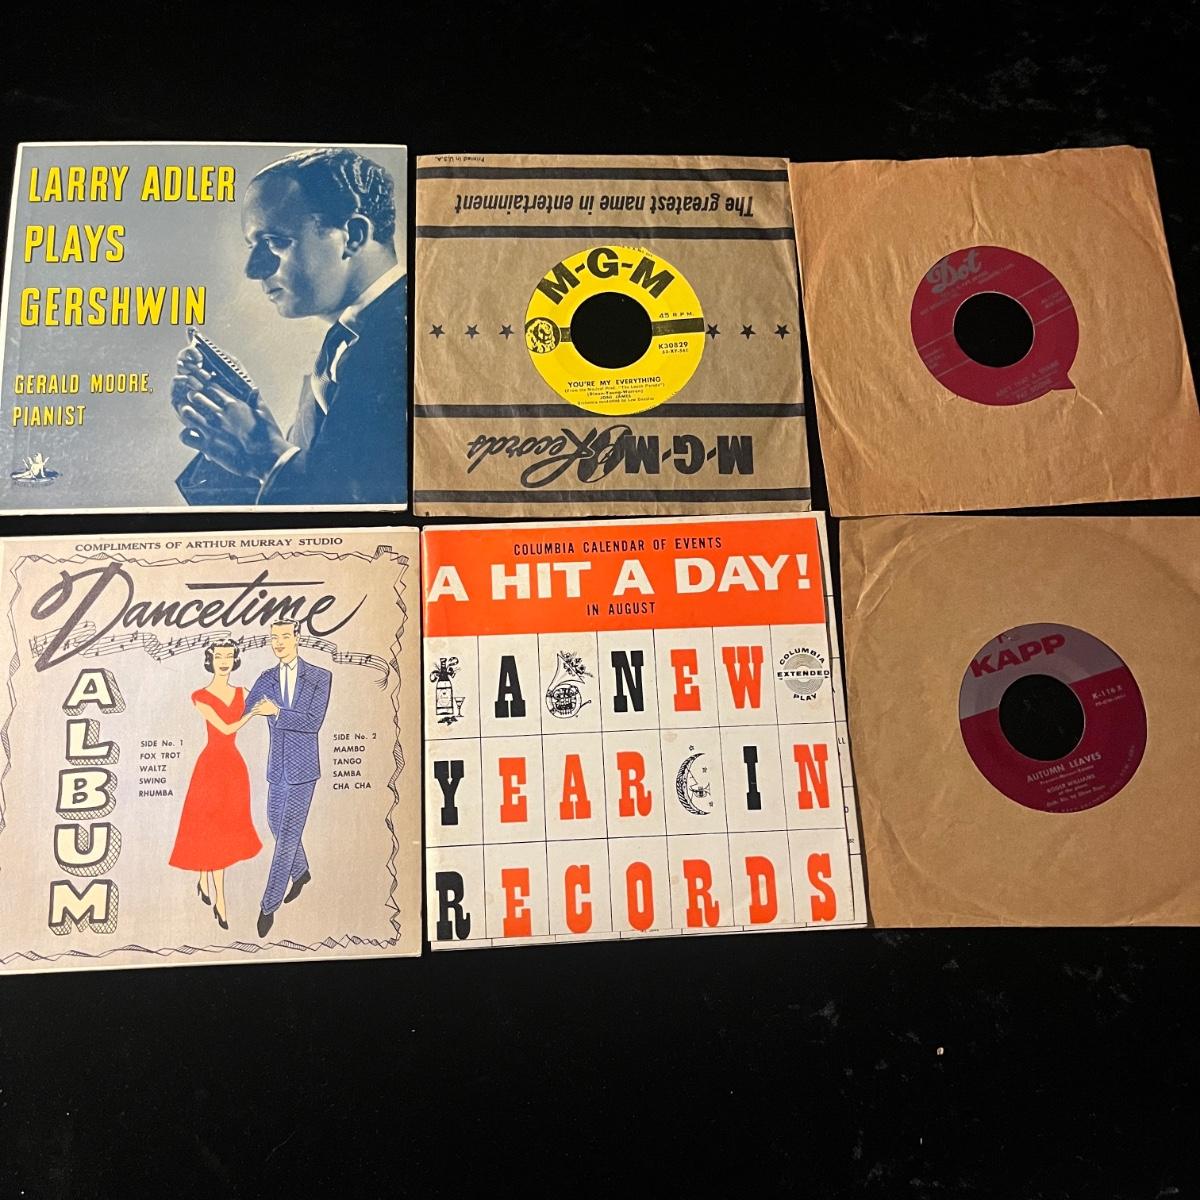 LARRY ADLER
PLAYS
GERSHWIN
GERALD MOORE,
PIANIST
Printed in U.S.A.
The greatest name in entertainment
M-G-M
45 R.P.M.
K30829
YOU'RE MY EVERYTHING
JONI JAMES
M-G-M Records
Dot
COMPLIMENTS OF ARTHUR MURRAY STUDIO
Dancetime
ALBUM
SIDE No. 1
FOX TROT
WALTZ
SWING
RHUMBA
SIDE No. 2
MAMBO
TANGO
SAMBA
CHA CHA
COLUMBIA CALENDAR OF EVENTS
A HIT A DAY!
IN AUGUST
A NEW
COLUMBIA
EXTENDED
PLAY
YEAR IN
RECORDS
KAPP
K-116X
AUTUMN LEAVES
ROGER WILLIAMS